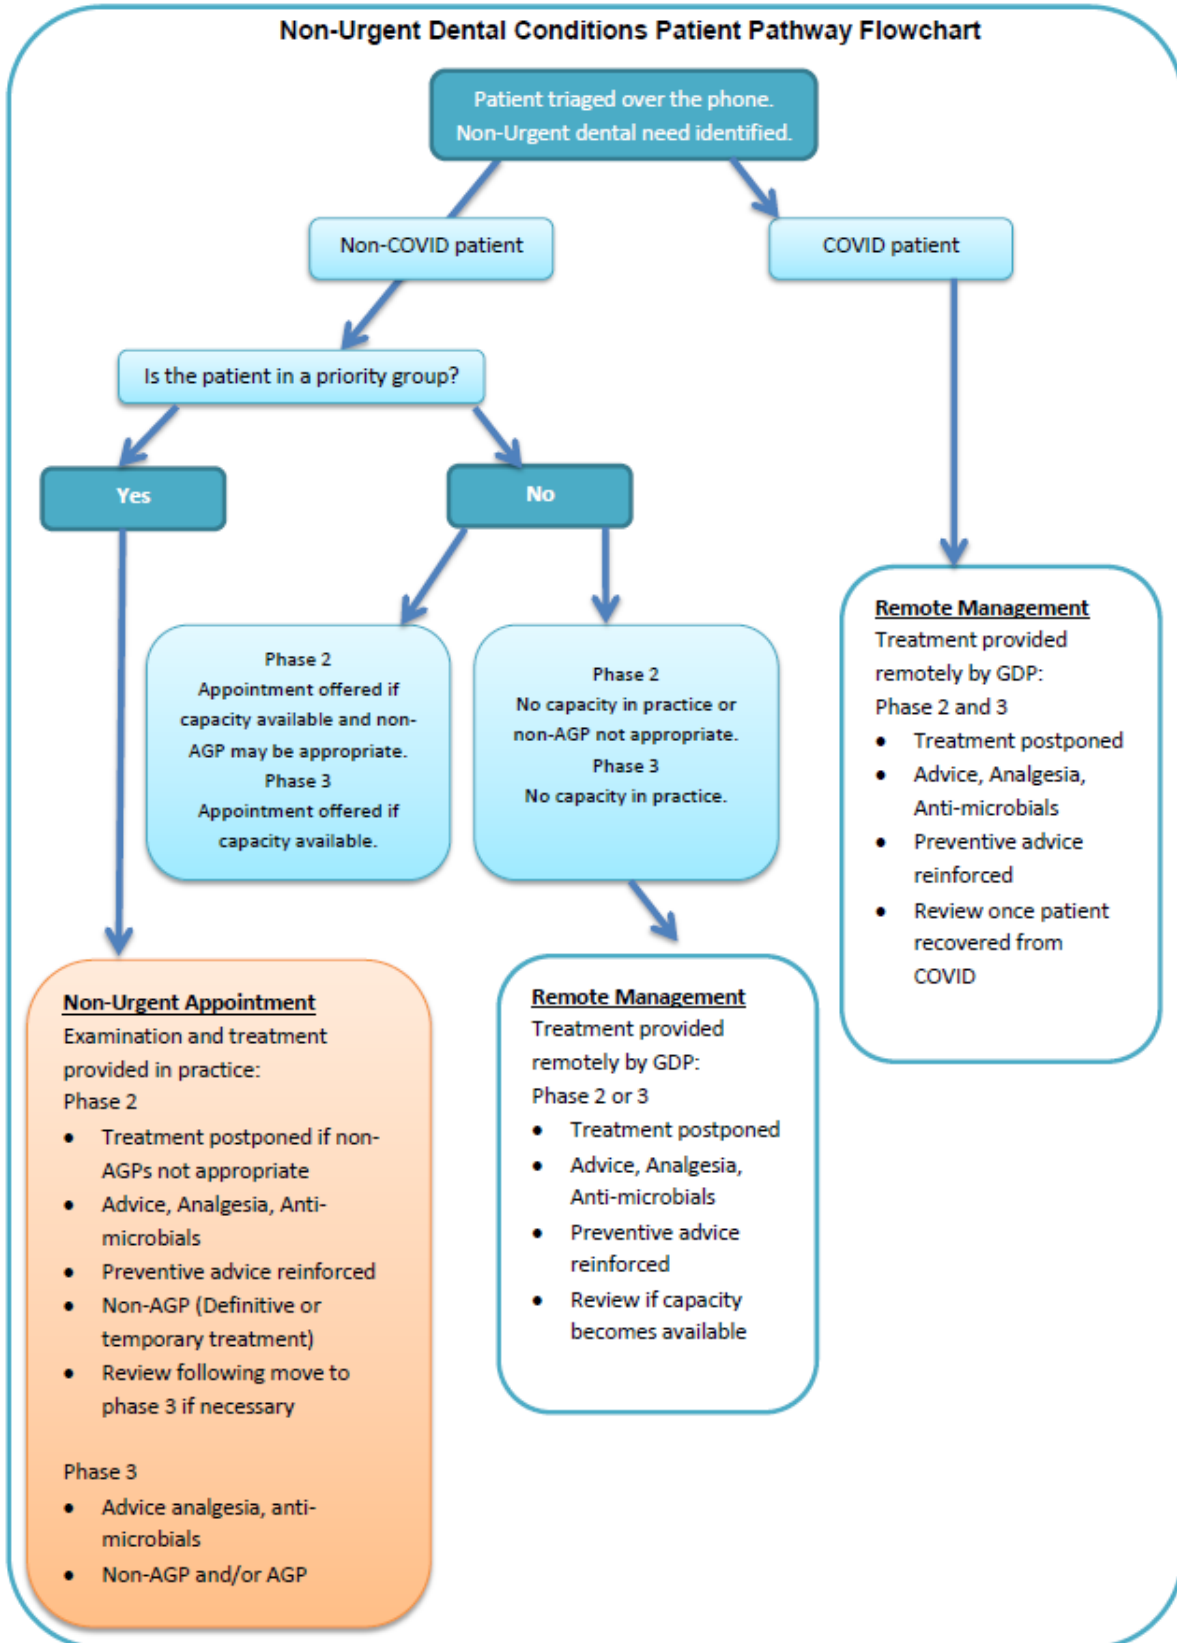 Non-Urgent Dental Conditions Patient Pathway Flowchart
Patient triaged over the phone.
Non-Urgent dental need identified.
Non-COVID patient
COVID patient
Is the patient in a priority group?
Yes
No
Phase 2
Appointment offered if
capacity available and non-
AGP may be appropriate.
Phase 3
Appointment offered if
capacity available.
Phase 2
No capacity in practice or
non-AGP not appropriate.
Phase 3
No capacity in practice.
Remote Management
Treatment provided
remotely by GDP:
Phase 2 and 3
• Treatment postponed
• Advice, Analgesia,
Anti-microbials
• Preventive advice
reinforced
• Review once patient
recovered from
COVID
Non-Urgent Appointment
Examination and treatment
provided in practice:
Phase 2
• Treatment postponed if non-
AGPs not appropriate
• Advice, Analgesia, Anti-
microbials
• Preventive advice reinforced
• Non-AGP (Definitive or
temporary treatment)
• Review following move to
phase 3 if necessary
Phase 3
• Advice analgesia, anti-
microbials
• Non-AGP and/or AGP
Remote Management
Treatment provided
remotely by GDP:
Phase 2 or 3
• Treatment postponed
• Advice, Analgesia,
Anti-microbials
• Preventive advice
reinforced
• Review if capacity
becomes available